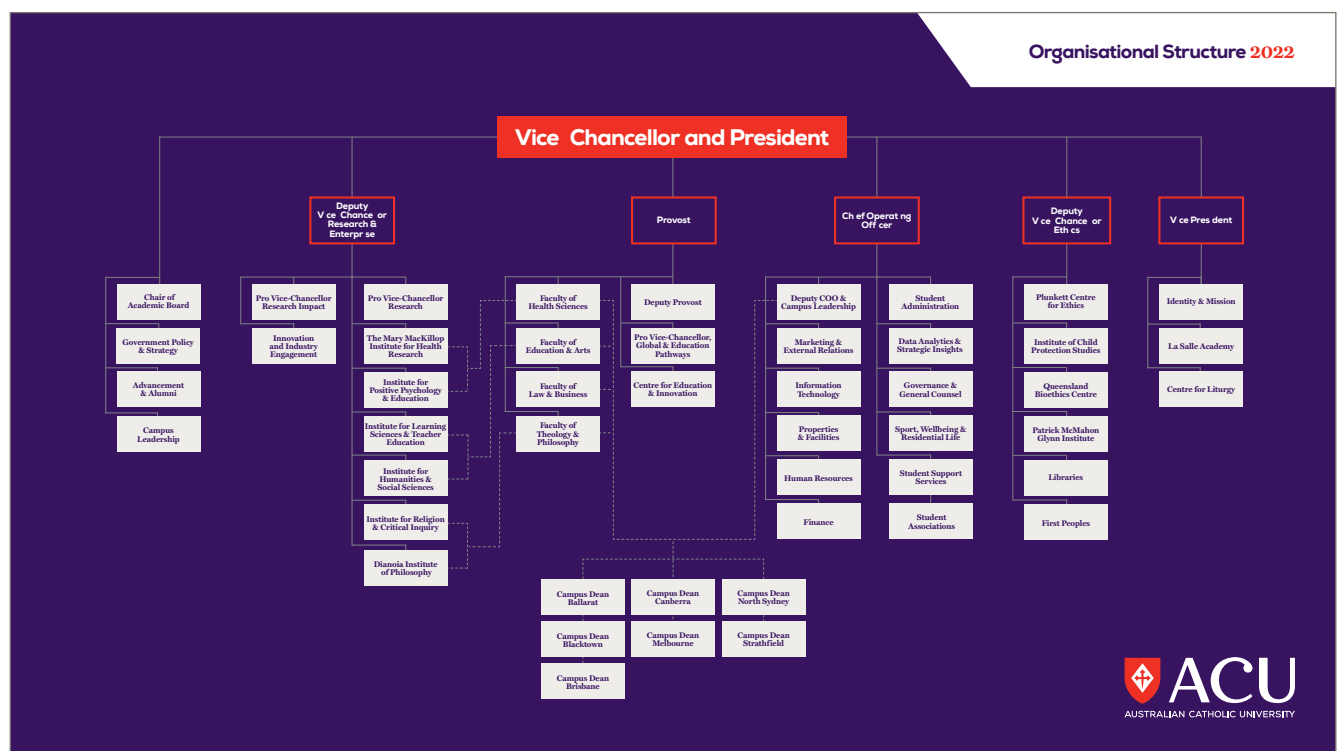 Organisational Structure 2022
Vice Chancellor and President
Deputy
V ce Chance or
Research &
Enterpr se
Provost
Ch ef Operat ng
Off cer
Deputy
V ce Chance or
Eth cs
V ce Pres dent
Chair of
Academic Board
Government Policy
& Strategy
Advancement
& Alumni
Campus
Leadership
Pro Vice-Chancellor
Research Impact
Innovation
and Industry
Engagement
Pro Vice-Chancellor
Research
The Mary MacKillop
Institute for Health
Research
Institute for
Positive Psychology
& Education
Institute for Learning
Sciences & Teacher
Education
Institute for
Humanities &
Social Sciences
Institute for Religion
& Critical Inquiry
Dianoia Institute
of Philosophy
Faculty of
Health Sciences
Faculty of
Education & Arts
Faculty of
Law & Business
Faculty of
Theology &
Philosophy
Deputy Provost
Pro Vice-Chancellor,
Global & Education
Pathways
Centre for Education
& Innovation
Deputy COO &
Campus Leadership
Marketing &
External Relations
Information
Technology
Properties
& Facilities
Human Resources
Finance
Student
Administration
Data Analytics &
Strategic Insights
Governance &
General Counsel
Sport, Wellbeing &
Residential Life
Student Support
Services
Student
Associations
Plunkett Centre
for Ethics
Institute of Child
Protection Studies
Queensland
Bioethics Centre
Patrick McMahon
Glynn Institute
Libraries
First Peoples
Identity & Mission
La Salle Academy
Centre for Liturgy
Campus Dean
Ballarat
Campus Dean
Blacktown
Campus Dean
Brisbane
Campus Dean
Canberra
Campus Dean
Melbourne
Campus Dean
North Sydney
Campus Dean
Strathfield
ACU
AUSTRALIAN CATHOLIC UNIVERSITY